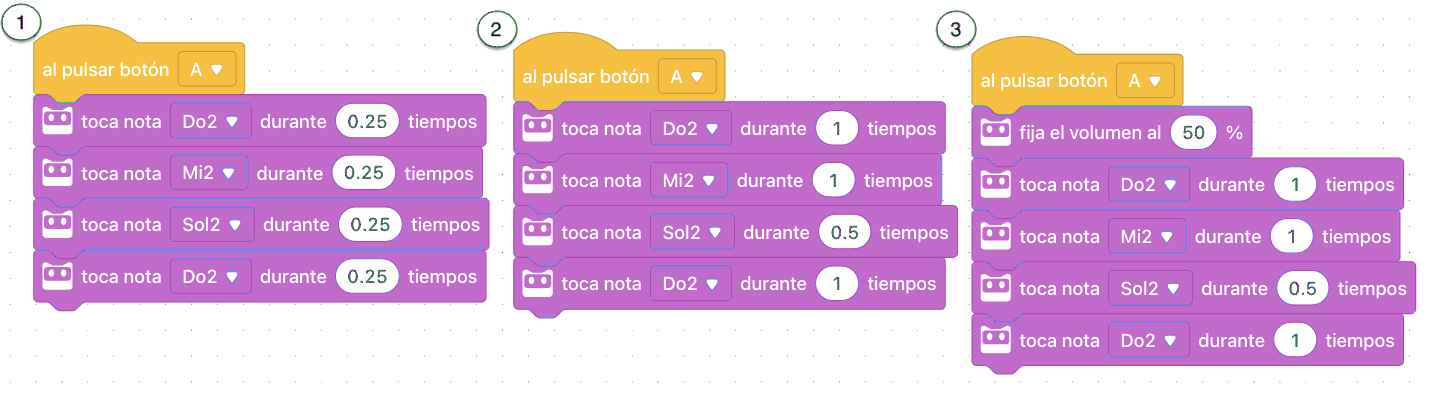 1
al pulsar botón A
toca nota Do2 durante 0.25 tiempos
toca nota Mi2 durante 0.25 tiempos
toca nota Sol2 durante 0.25 tiempos
toca nota Do2 durante 0.25 tiempos
2
al pulsar botón A
toca nota Do2 durante 1 tiempos
toca nota Mi2 durante 1 tiempos
toca nota Sol2 durante 0.5 tiempos
toca nota Do2 durante 1 tiempos
3
al pulsar botón A
fija el volumen al 50 %
toca nota Do2 durante 1 tiempos
toca nota Mi2 durante 1 tiempos
toca nota Sol2 durante 0.5 tiempos
toca nota Do2 durante 1 tiempos